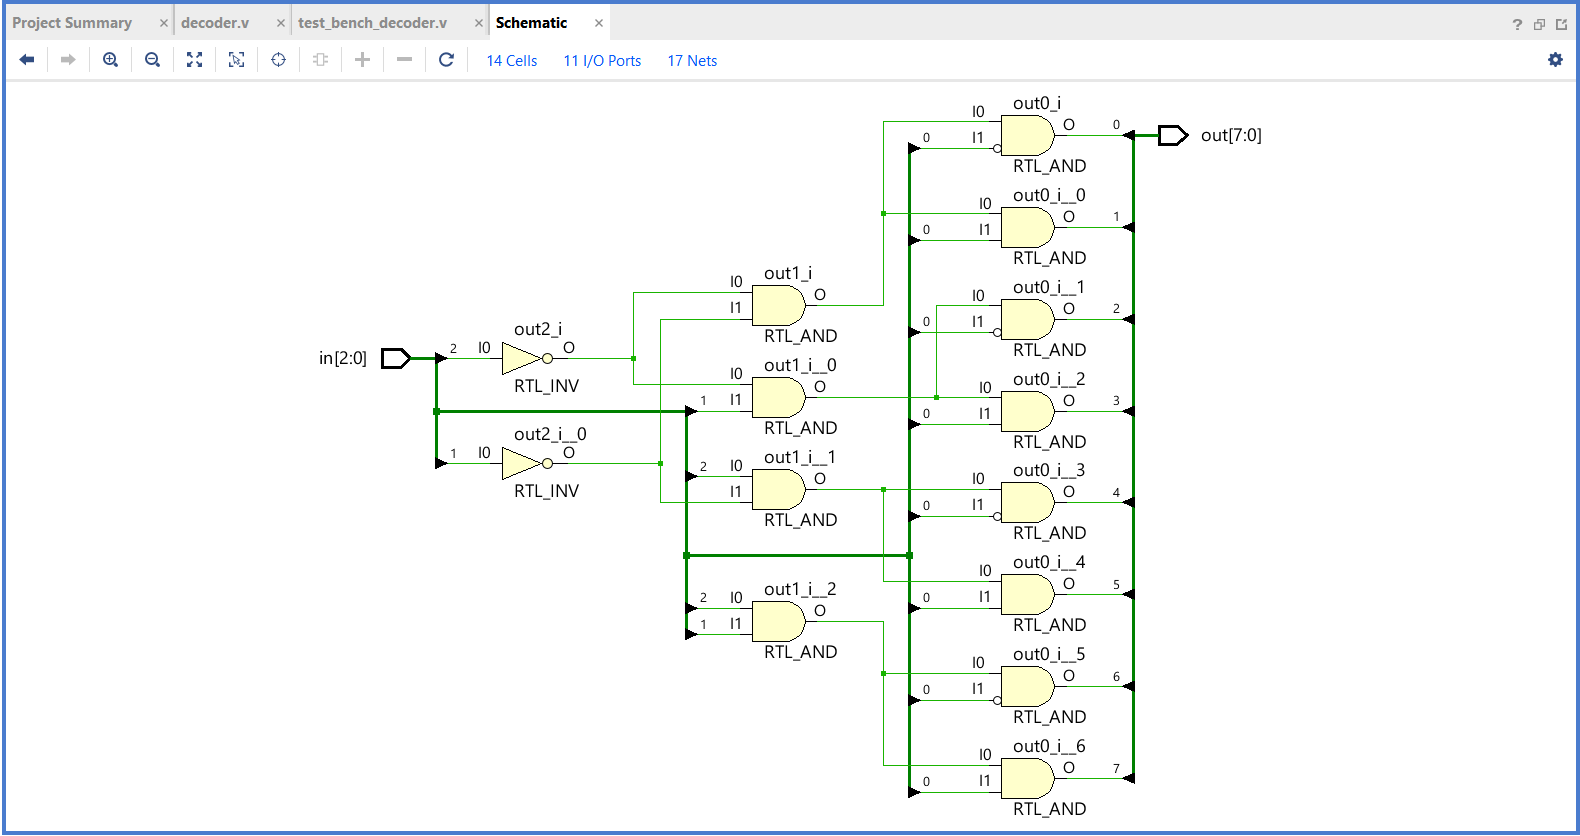 Project Summary × decoder.v × test_bench_decoder.v × Schematic ×
? 
14 Cells 11 I/O Ports 17 Nets
in[2:0]
2 I0 out2_i O
RTL_INV
1 I0 out2_i__0 O
RTL_INV
out1_i
I0 O
I1
RTL_AND
out1_i__0
I0 O
1 I1
RTL_AND
out1_i__1
2 I0 O
I1
RTL_AND
out1_i__2
2 I0 O
1 I1
RTL_AND
out0_i
I0 O 0
0 I1
RTL_AND
out0_i__0
I0 O 1
0 I1
RTL_AND
out0_i__1
I0 O 2
0 I1
RTL_AND
out0_i__2
I0 O 3
0 I1
RTL_AND
out0_i__3
I0 O 4
0 I1
RTL_AND
out0_i__4
I0 O 5
0 I1
RTL_AND
out0_i__5
I0 O 6
0 I1
RTL_AND
out0_i__6
I0 O 7
0 I1
RTL_AND
out[7:0]